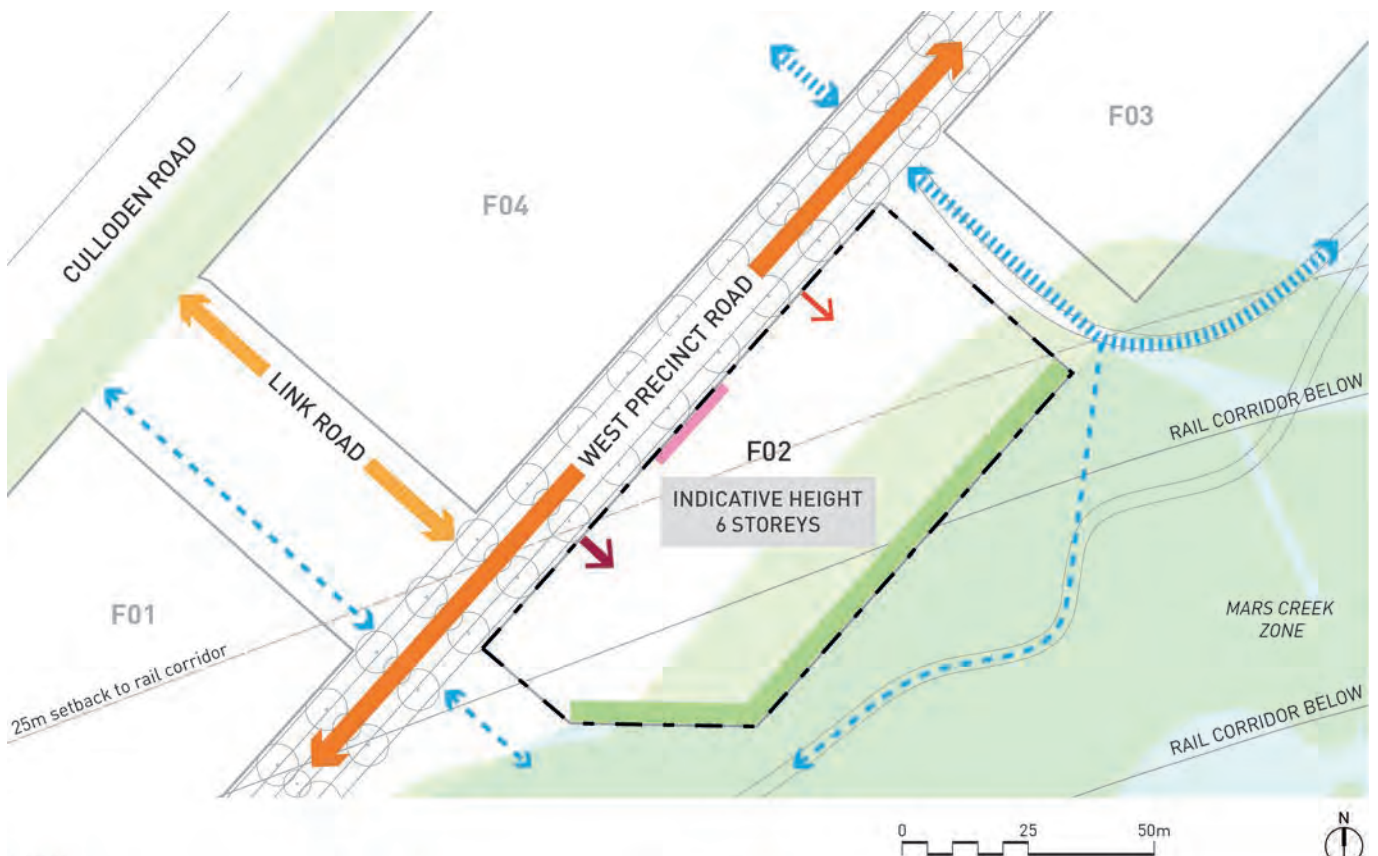 F03
CULLODEN ROAD
F04
WEST PRECINCT ROAD
LINK ROAD
RAIL CORRIDOR BELOW
F02
INDICATIVE HEIGHT
6 STOREYS
F01
MARS CREEK
ZONE
25m setback to rail corridor
RAIL CORRIDOR BELOW
0 25 50m
N